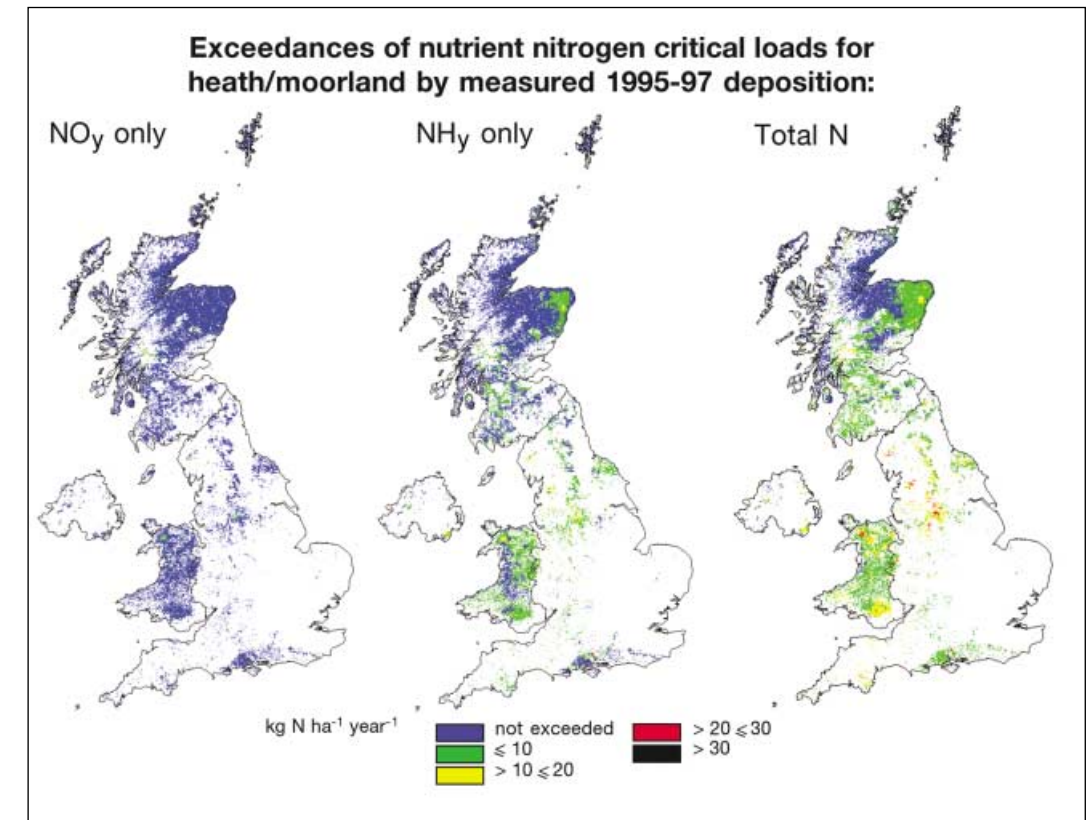 Exceedances of nutrient nitrogen critical loads for
heath/moorland by measured 1995-97 deposition:
NOy only
NHy only
Total N
kg N ha-1 year-1
not exceeded
⩽ 10
> 10 ⩽ 20
> 20 ⩽ 30
> 30